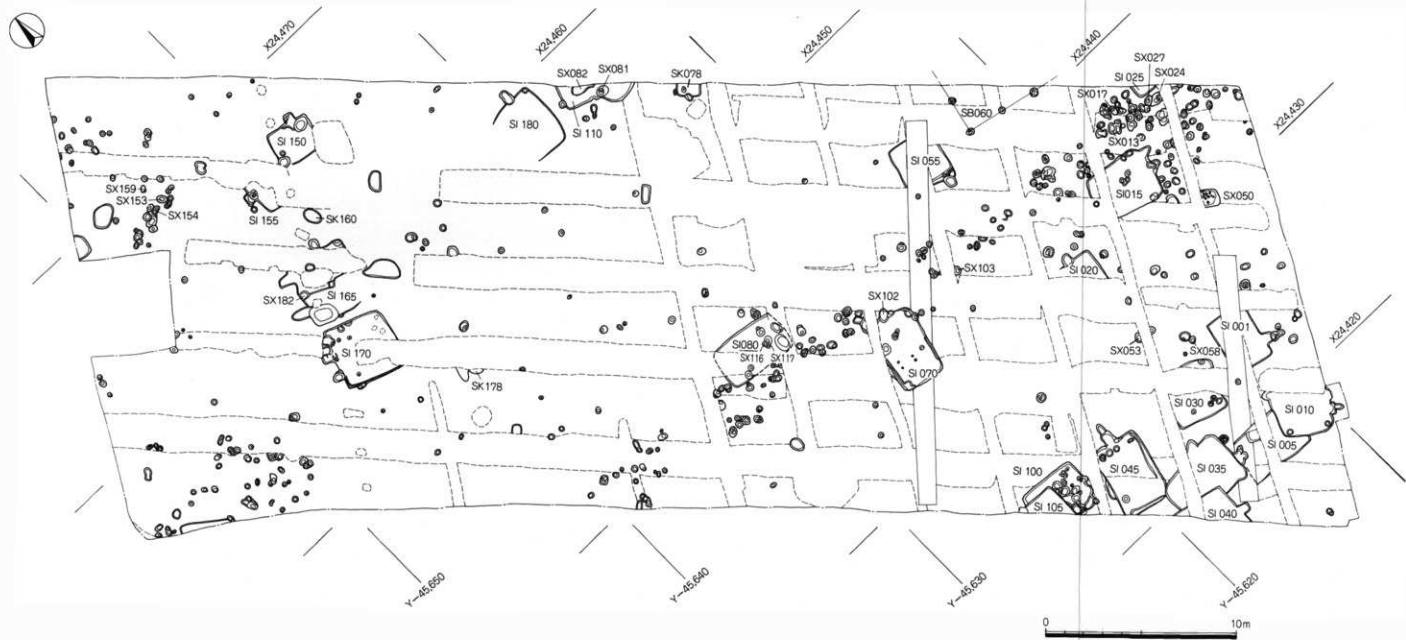 X24,470
X24,460
X24,450
X24,440
X24,430
X24,420
SX082
SX081
SK078
SX027
SI 025
SX024
SX017
SB060
SI 180
SI 110
SI 150
SX013
SI 055
SI015
SX050
SX159
SX153
SX154
SI 155
SK160
SX103
SI 020
SX182
SI 165
SX102
SI 001
SI 170
SI080
SX116
SX117
SX053
SX058
SI 070
SK178
SI 030
SI 010
SI 005
SI 100
SI 045
SI 035
SI 105
SI 040
Y-45,650
Y-45,640
Y-45,630
Y-45,620
0
10m